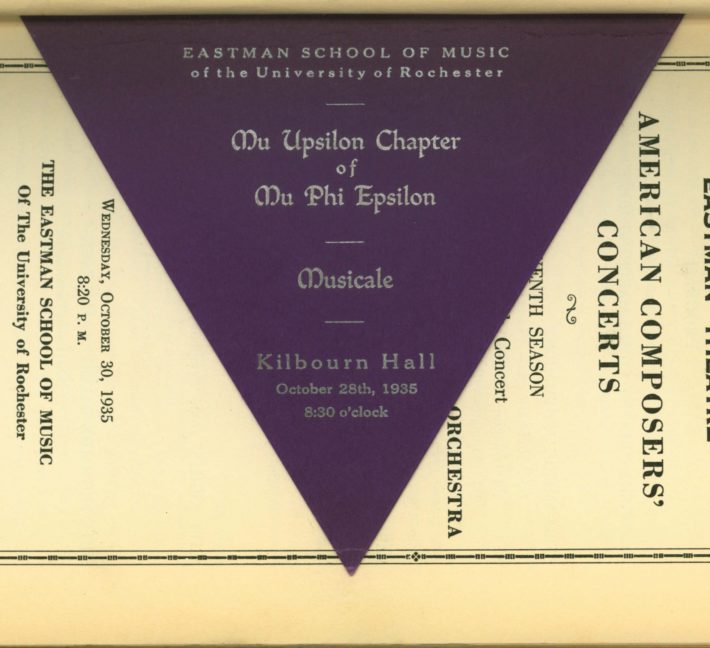 EASTMAN SCHOOL OF MUSIC
of the University of Rochester
Mu Upsilon Chapter
of
Mu Phi Epsilon
Musicale
Kilbourn Hall
October 28th, 1935
8:30 o'clock
AMERICAN COMPOSERS'
CONCERTS
SEASON
Concert
ORCHESTRA
WEDNESDAY, OCTOBER 30, 1935
8:20 P. M.
THE EASTMAN SCHOOL OF MUSIC
Of The University of Rochester